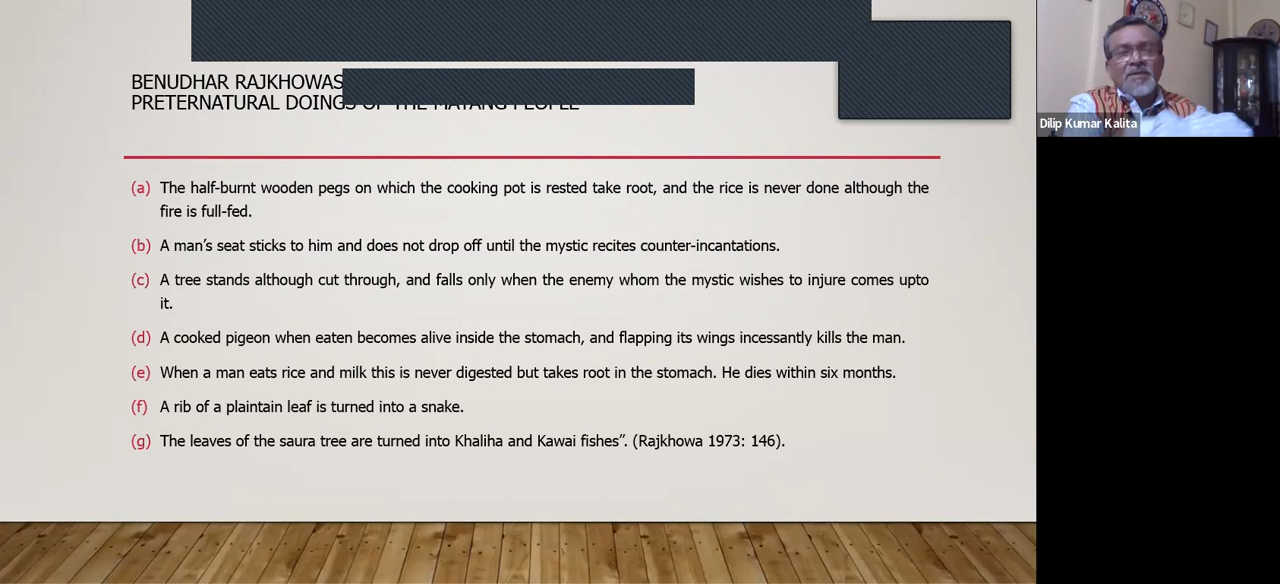 BENUDHAR RAJKHOWAS
PRETERNATURAL DOINGS OF THE MAYANG PEOPLE
(a) The half-burnt wooden pegs on which the cooking pot is rested take root, and the rice is never done although the
fire is full-fed.
(b) A man’s seat sticks to him and does not drop off until the mystic recites counter-incantations.
(c) A tree stands although cut through, and falls only when the enemy whom the mystic wishes to injure comes upto
it.
(d) A cooked pigeon when eaten becomes alive inside the stomach, and flapping its wings incessantly kills the man.
(e) When a man eats rice and milk this is never digested but takes root in the stomach. He dies within six months.
(f) A rib of a plaintain leaf is turned into a snake.
(g) The leaves of the saura tree are turned into Khaliha and Kawai fishes”. (Rajkhowa 1973: 146).
Dilip Kumar Kalita